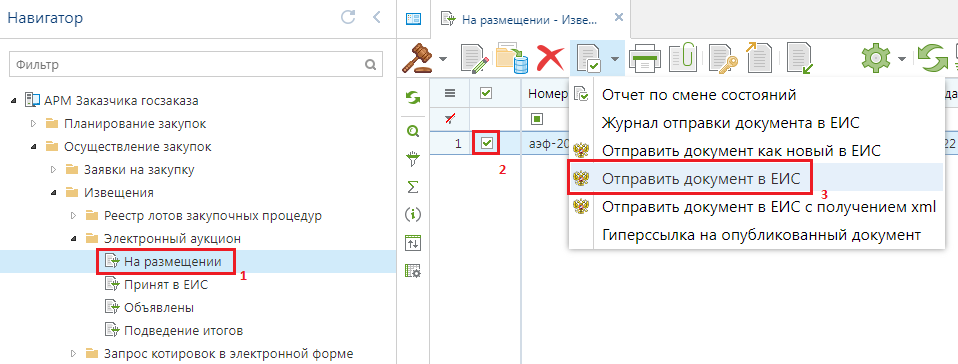 Навигатор
Фильтр
АРМ Заказчика госзаказа
Планирование закупок
Осуществление закупок
Заявки на закупку
Извещения
Реестр лотов закупочных процедур
Электронный аукцион
На размещении
1
Принят в ЕИС
Объявлены
Подведение итогов
Запрос котировок в электронной форме
На размещении - Изве...
Номер
да
1
аэф-20
22
2
Отчет по смене состояний
Журнал отправки документа в ЕИС
Отправить документ как новый в ЕИС
Отправить документ в ЕИС
3
Отправить документ в ЕИС с получением xml
Гиперссылка на опубликованный документ